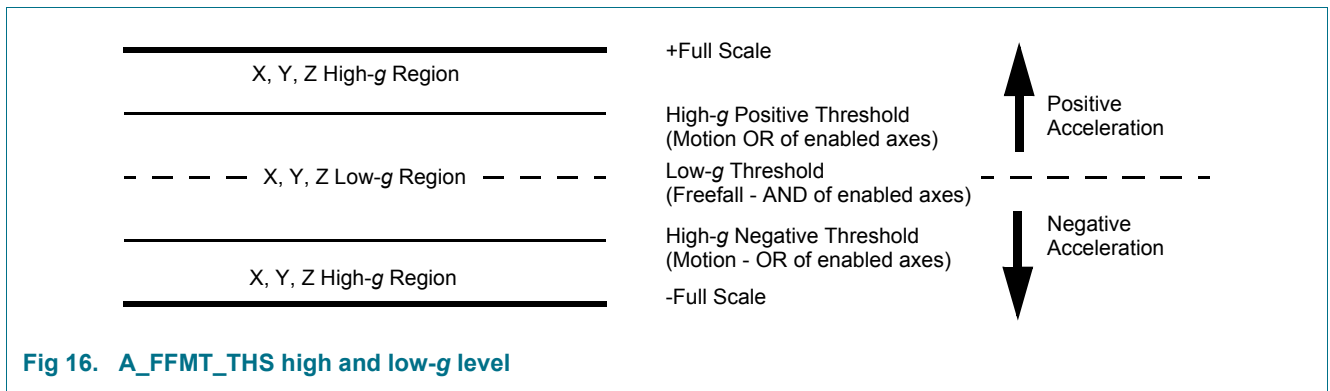 +Full Scale
X, Y, Z High-g Region
High-g Positive Threshold
(Motion OR of enabled axes)
Positive
Acceleration
X, Y, Z Low-g Region
Low-g Threshold
(Freefall - AND of enabled axes)
High-g Negative Threshold
(Motion - OR of enabled axes)
Negative
Acceleration
X, Y, Z High-g Region
-Full Scale
Fig 16. A_FFMT_THS high and low-g level